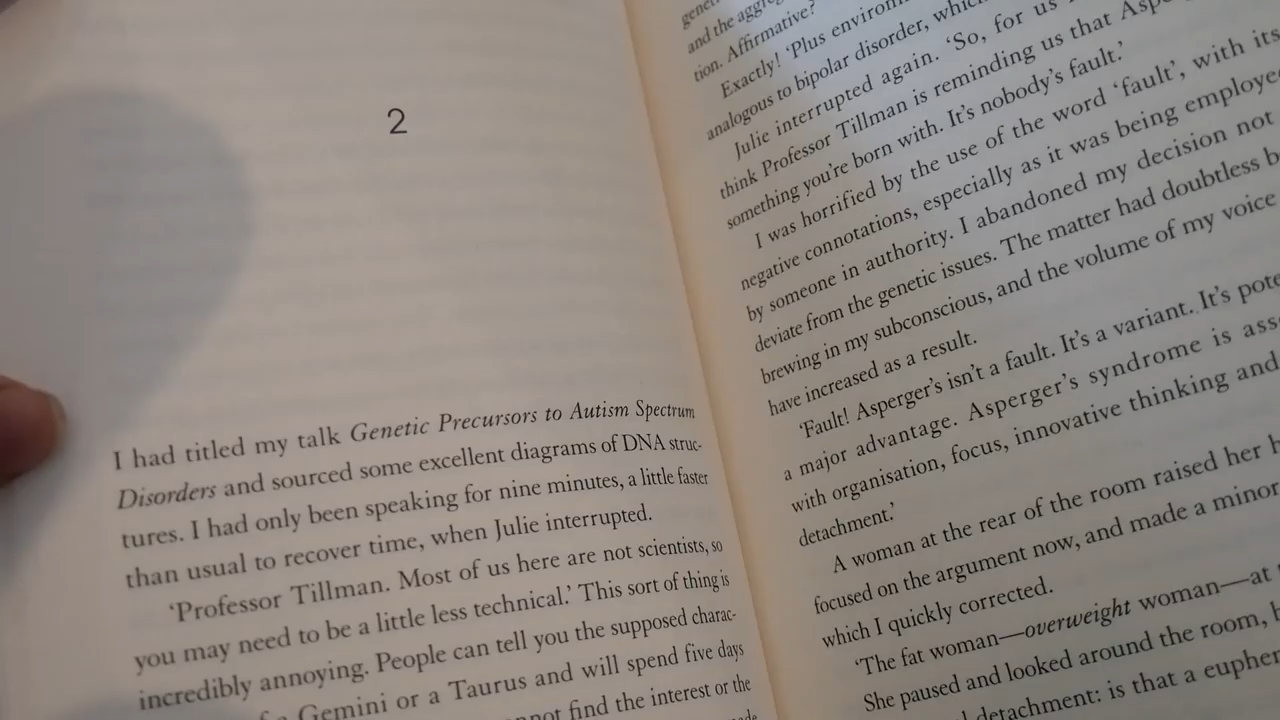 2
I had titled my talk Genetic Precursors to Autism Spectrum
Disorders and sourced some excellent diagrams of DNA struc-
tures. I had only been speaking for nine minutes, a little faster
than usual to recover time, when Julie interrupted.
‘Professor Tillman. Most of us here are not scientists, so
you may need to be a little less technical.’ This sort of thing is
incredibly annoying. People can tell you the supposed charac-
Gemini or a Taurus and will spend five days
not find the interest or the
and the
tion. Affirmative?
Exactly! ‘Plus
analogous to bipolar disorder,
Julie interrupted again. ‘So, for us
think Professor Tillman is reminding us that
something you’re born with. It’s nobody’s fault.’
I was horrified by the use of the word ‘fault’, with its
negative connotations, especially as it was being employed
by someone in authority. I abandoned my decision not
deviate from the genetic issues. The matter had doubtless
brewing in my subconscious, and the volume of my voice
have increased as a result.
‘Fault! Asperger’s isn’t a fault. It’s a variant. It’s
a major advantage. Asperger’s syndrome is
with organisation, focus, innovative thinking and
detachment.’
A woman at the rear of the room raised her
focused on the argument now, and made a minor
which I quickly corrected.
‘The fat woman—overweight woman—at
She paused and looked around the room,
detachment: is that a